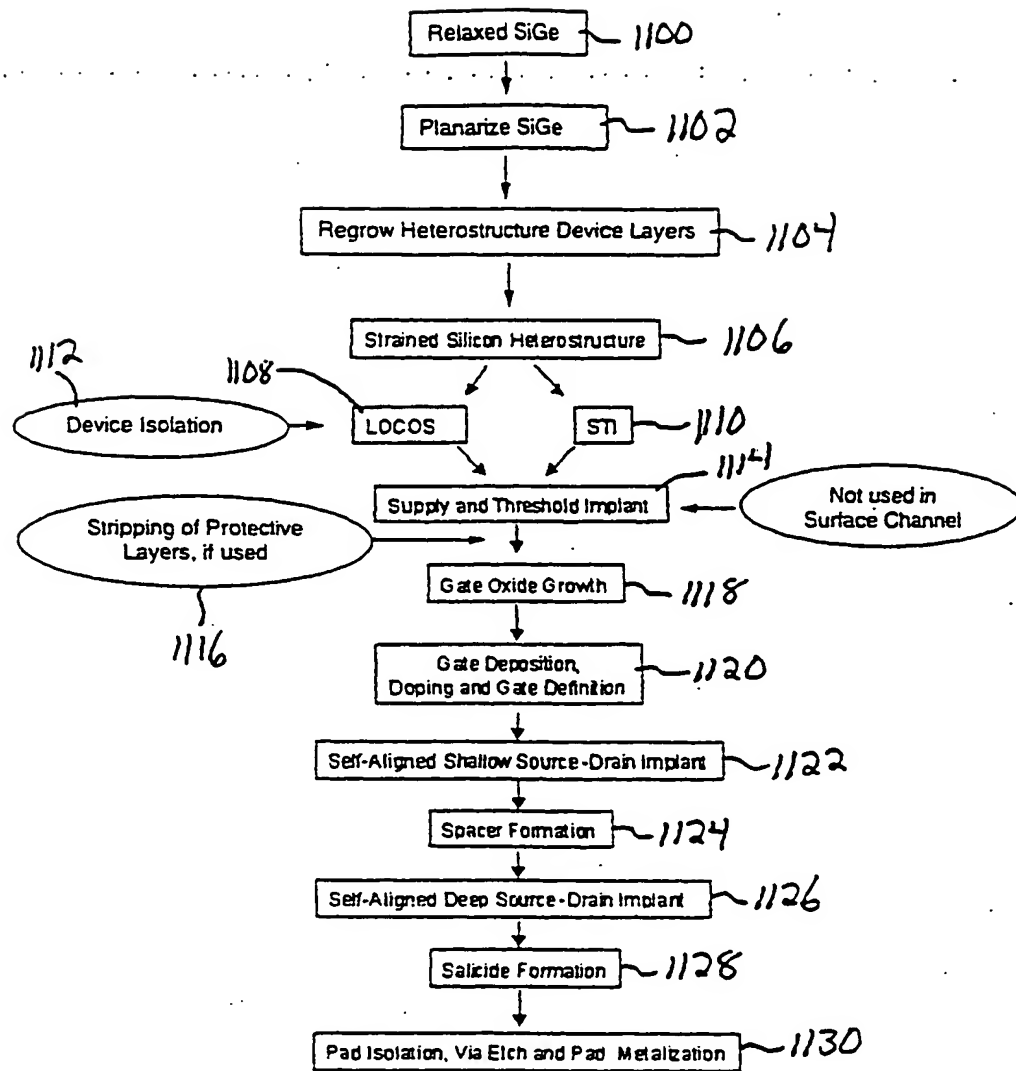 Relaxed SiGe 1100
Planarize SiGe 1102
Regrow Heterostructure Device Layers 1104
Strained Silicon Heterostructure 1106
1112
Device Isolation
1108
LOCOS
STI 1110
1114
Supply and Threshold Implant
Not used in
Surface Channel
Stripping of Protective
Layers, if used
1116
Gate Oxide Growth 1118
Gate Deposition,
Doping and Gate Definition 1120
Self-Aligned Shallow Source-Drain Implant 1122
Spacer Formation 1124
Self-Aligned Deep Source-Drain Implant 1126
Salicide Formation 1128
Pad Isolation, Via Etch and Pad Metalization 1130